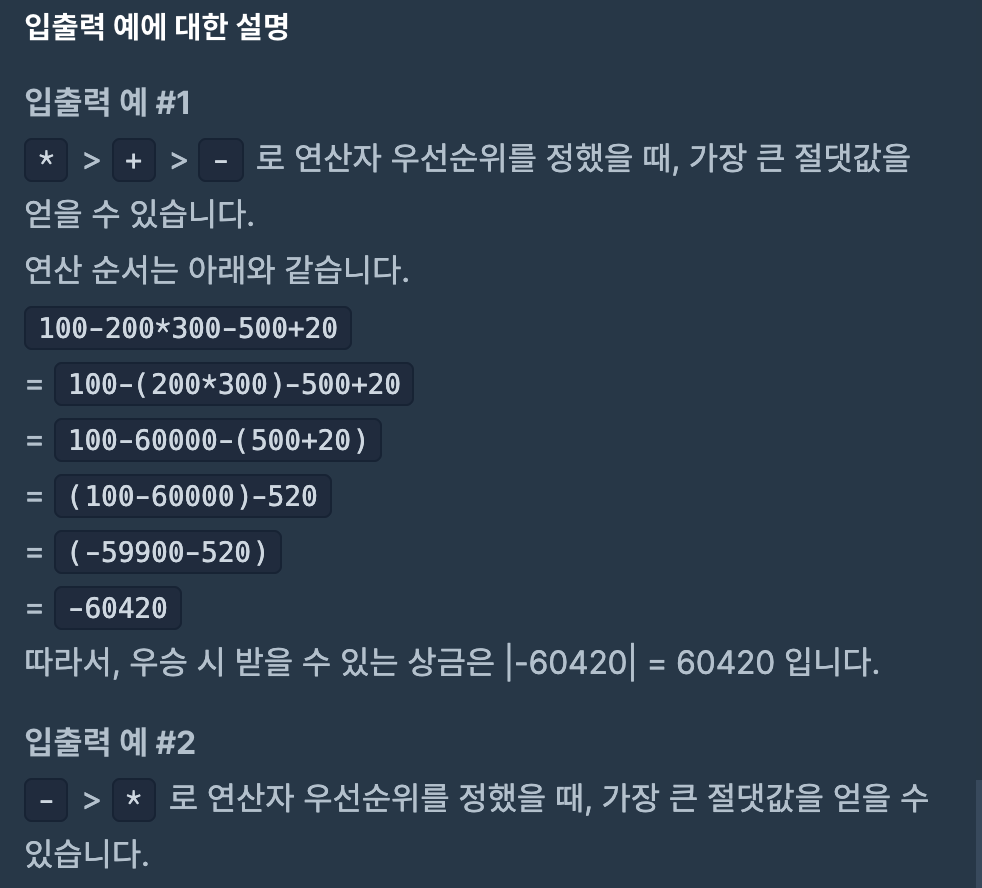 입출력 예에 대한 설명
입출력 예 #1
* > + > - 로 연산자 우선순위를 정했을 때, 가장 큰 절댓값을
얻을 수 있습니다.
연산 순서는 아래와 같습니다.
100-200*300-500+20
= 100-(200*300)-500+20
= 100-60000-(500+20)
= (100-60000)-520
= (-59900-520)
= -60420
따라서, 우승 시 받을 수 있는 상금은 |-60420| = 60420 입니다.
입출력 예 #2
- > * 로 연산자 우선순위를 정했을 때, 가장 큰 절댓값을 얻을 수
있습니다.